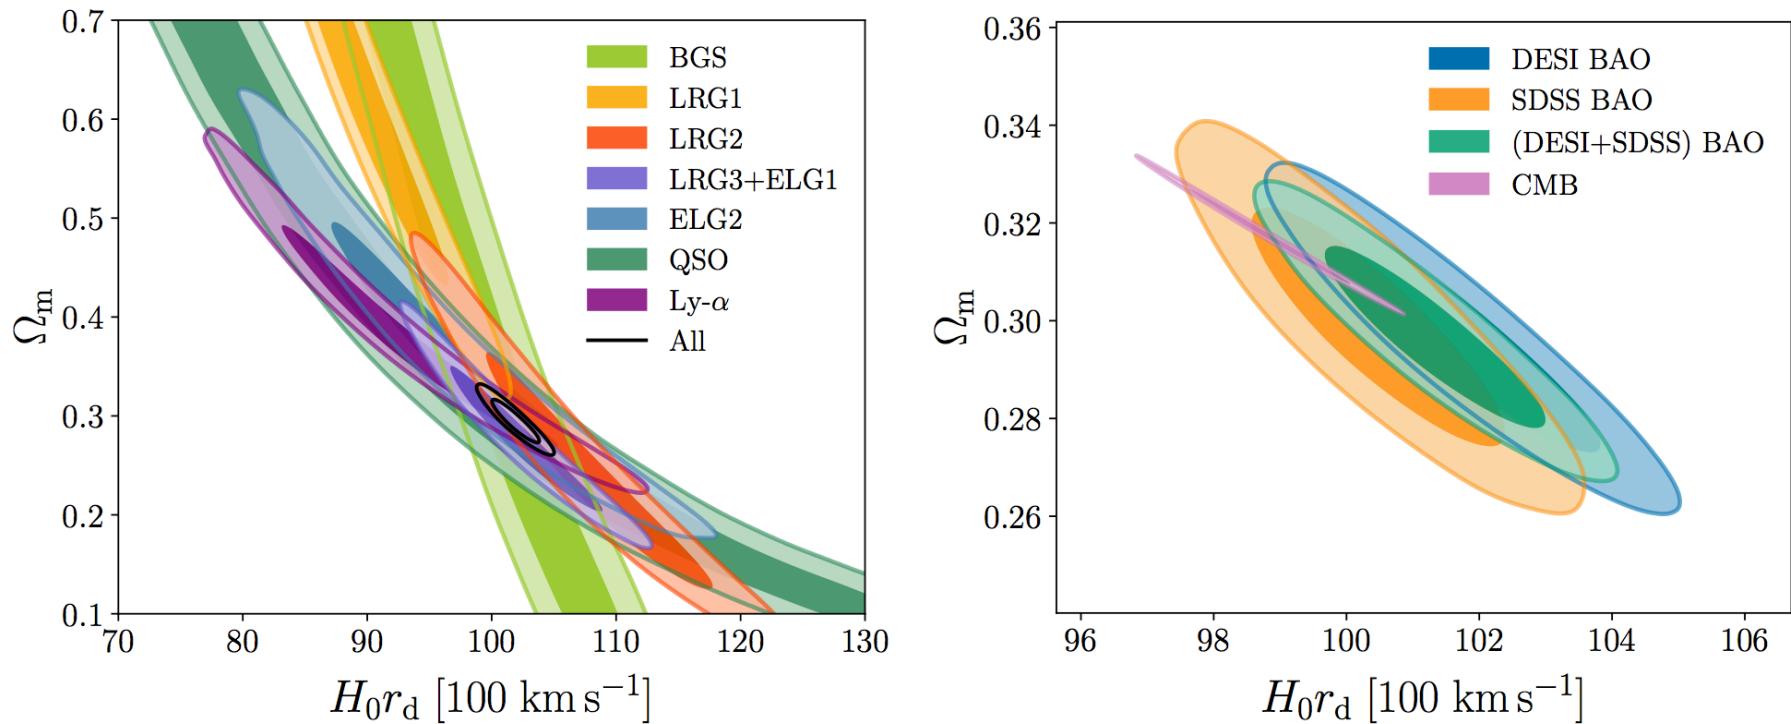 0.7
0.6
0.5
0.4
0.3
0.2
0.1
Ωm
70 80 90 100 110 120 130
H0rd [100 km s−1]
BGS
LRG1
LRG2
LRG3+ELG1
ELG2
QSO
Ly-α
All
0.36
0.34
0.32
0.30
0.28
0.26
Ωm
96 98 100 102 104 106
H0rd [100 km s−1]
DESI BAO
SDSS BAO
(DESI+SDSS) BAO
CMB